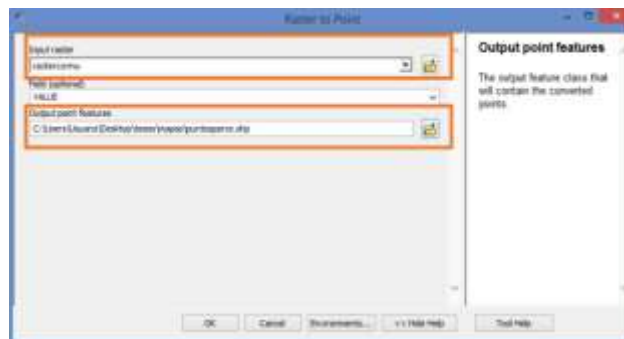 Raster to Point
Input raster
Field (optional)
VALUE
Output point features
Output point features
The output feature class that
will contain the converted
points.
OK
Cancel
Environments...
<< Hide Help
Tool Help